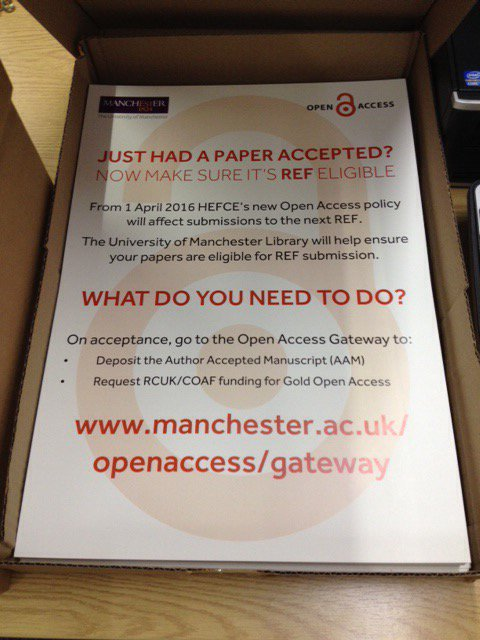 MANCHESTER
1824
The University of Manchester
OPEN ACCESS
JUST HAD A PAPER ACCEPTED?
NOW MAKE SURE IT'S REF ELIGIBLE
From 1 April 2016 HEFCE's new Open Access policy
will affect submissions to the next REF.
The University of Manchester Library will help ensure
your papers are eligible for REF submission.
WHAT DO YOU NEED TO DO?
On acceptance, go to the Open Access Gateway to:
• Deposit the Author Accepted Manuscript (AAM)
• Request RCUK/COAF funding for Gold Open Access
www.manchester.ac.uk/
openaccess/gateway